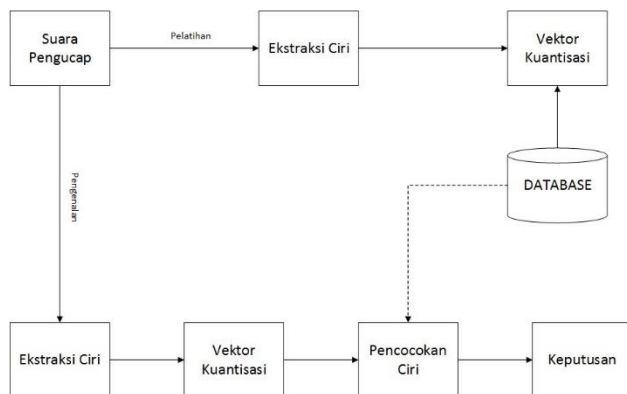 Suara
Pengucap
Pelatihan
Ekstraksi Ciri
Vektor
Kuantisasi
DATABASE
Pengenalan
Ekstraksi Ciri
Vektor
Kuantisasi
Pencocokan
Ciri
Keputusan